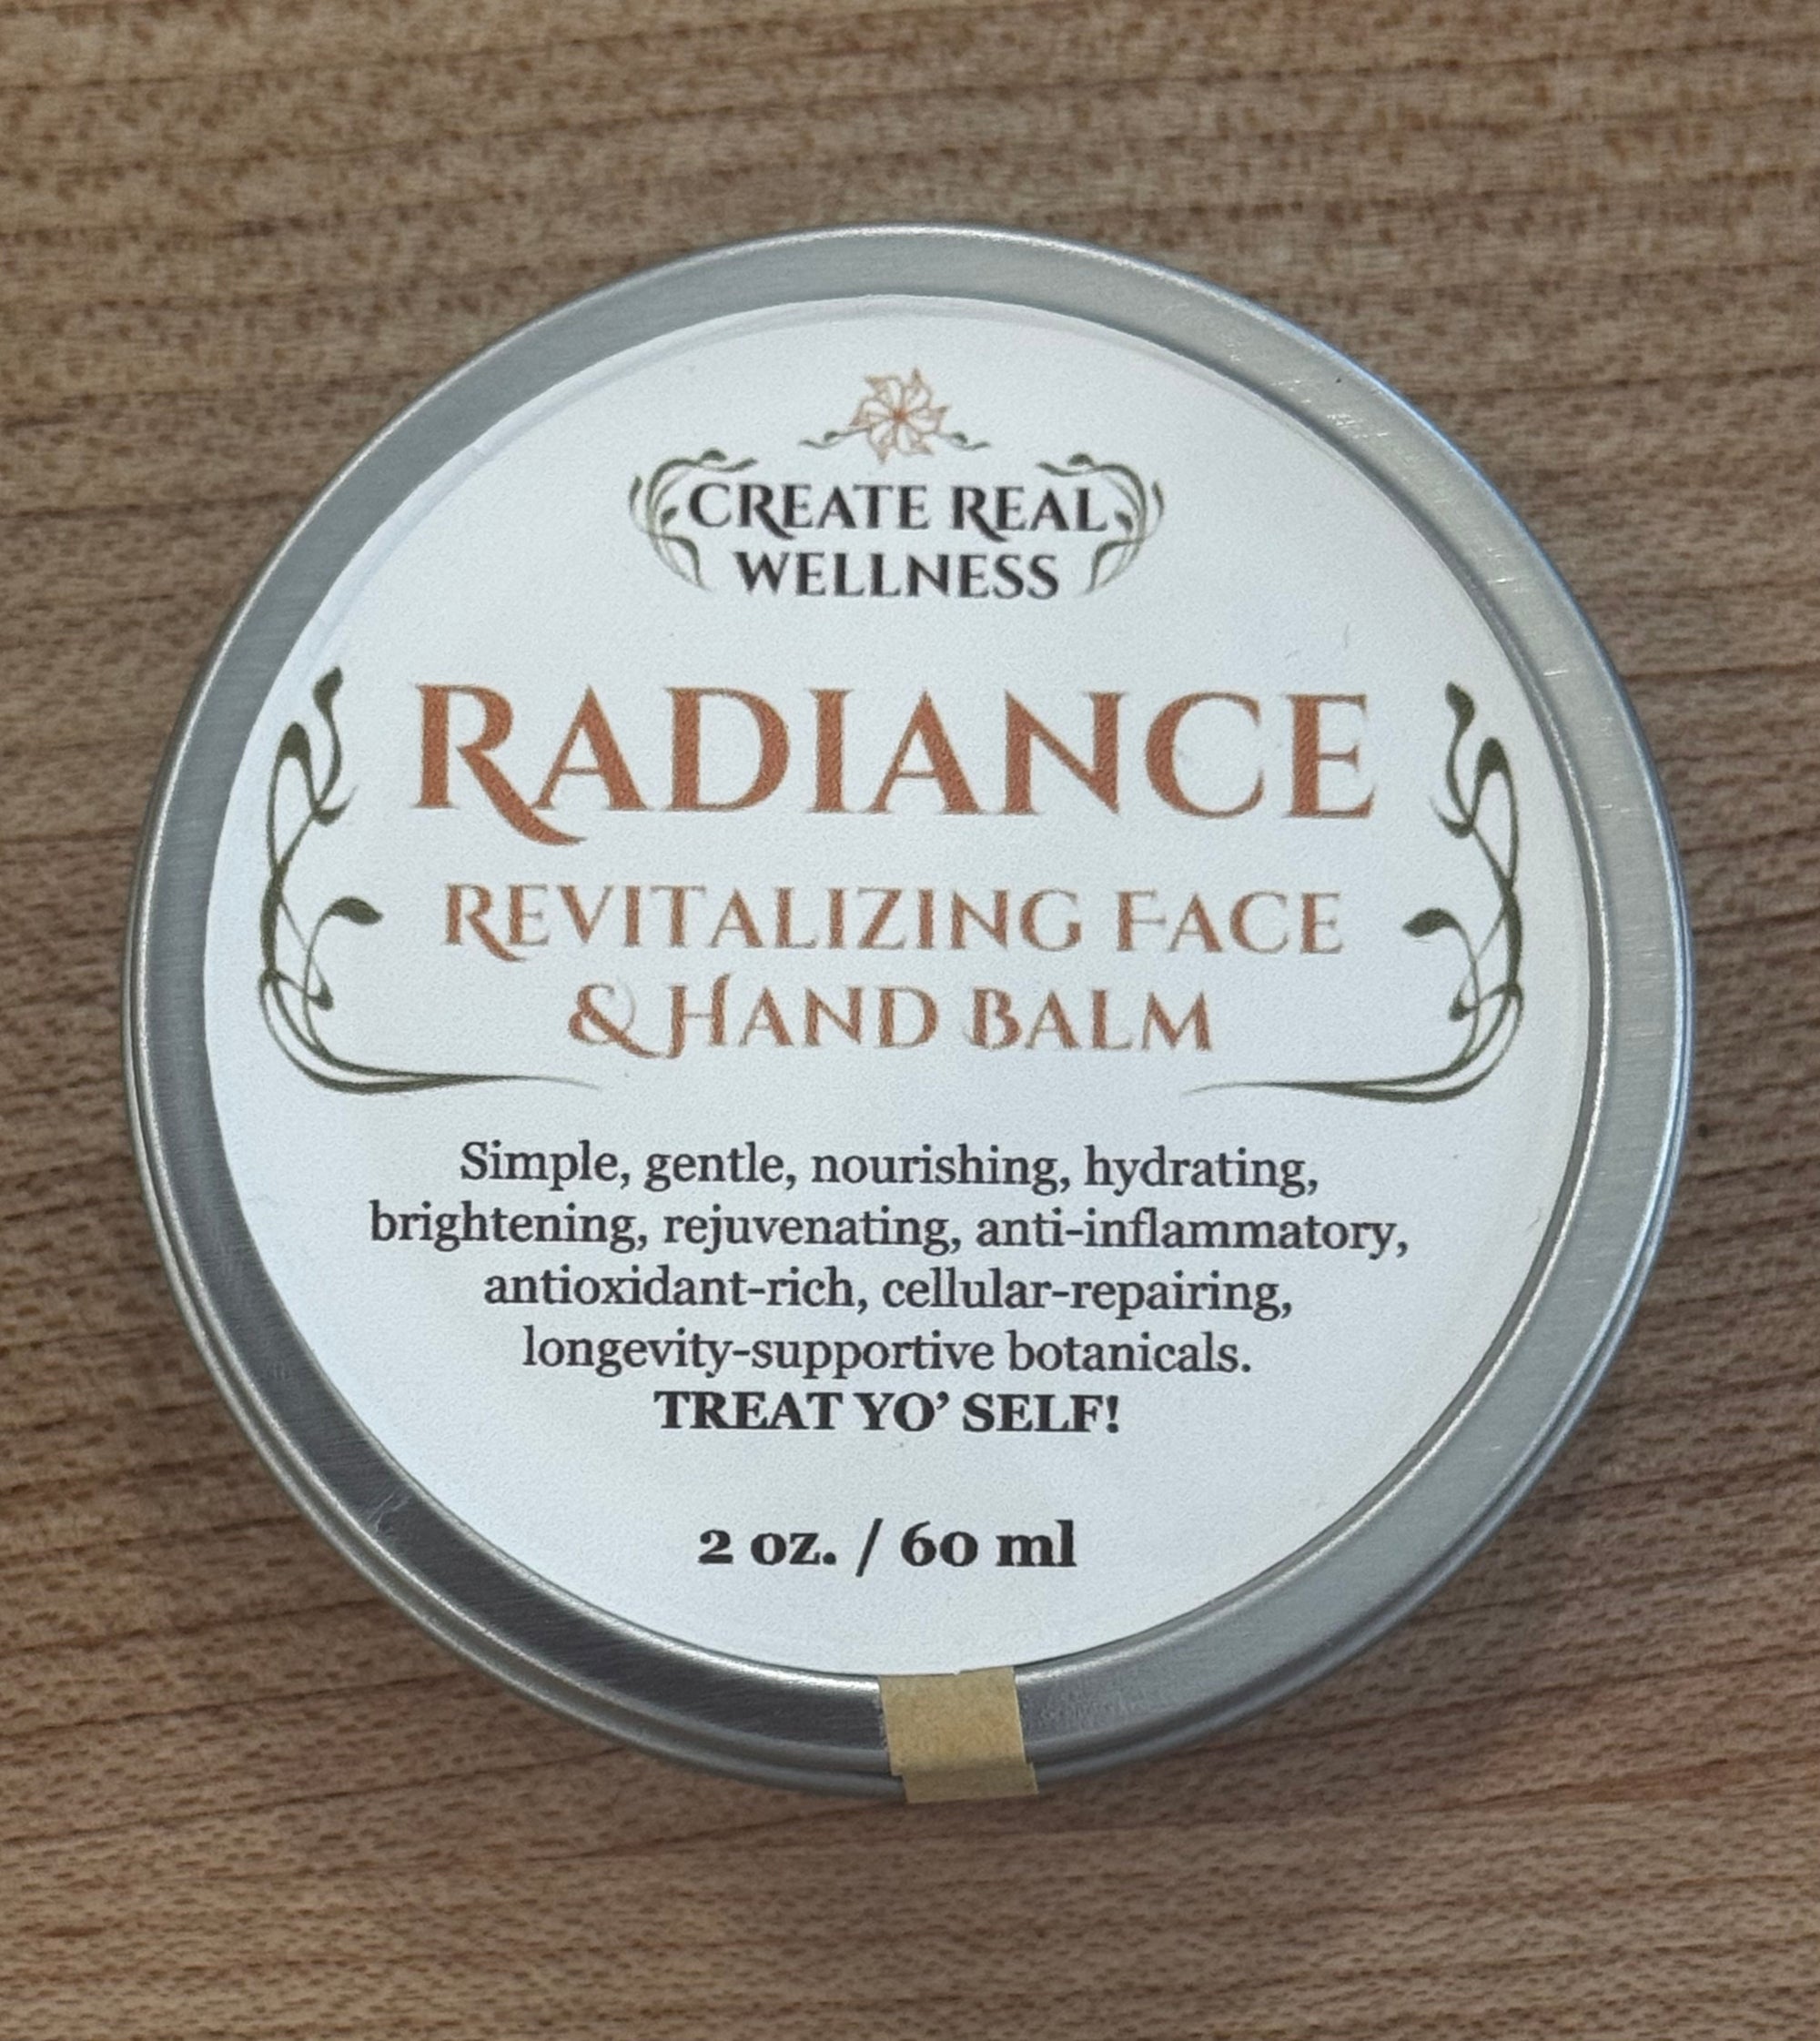 CREATE REAL
WELLNESS
RADIANCE
REVITALIZING FACE
& HAND BALM
Simple, gentle, nourishing, hydrating,
brightening, rejuvenating, anti-inflammatory,
antioxidant-rich, cellular-repairing,
longevity-supportive botanicals.
TREAT YO’ SELF!
2 oz. / 60 ml